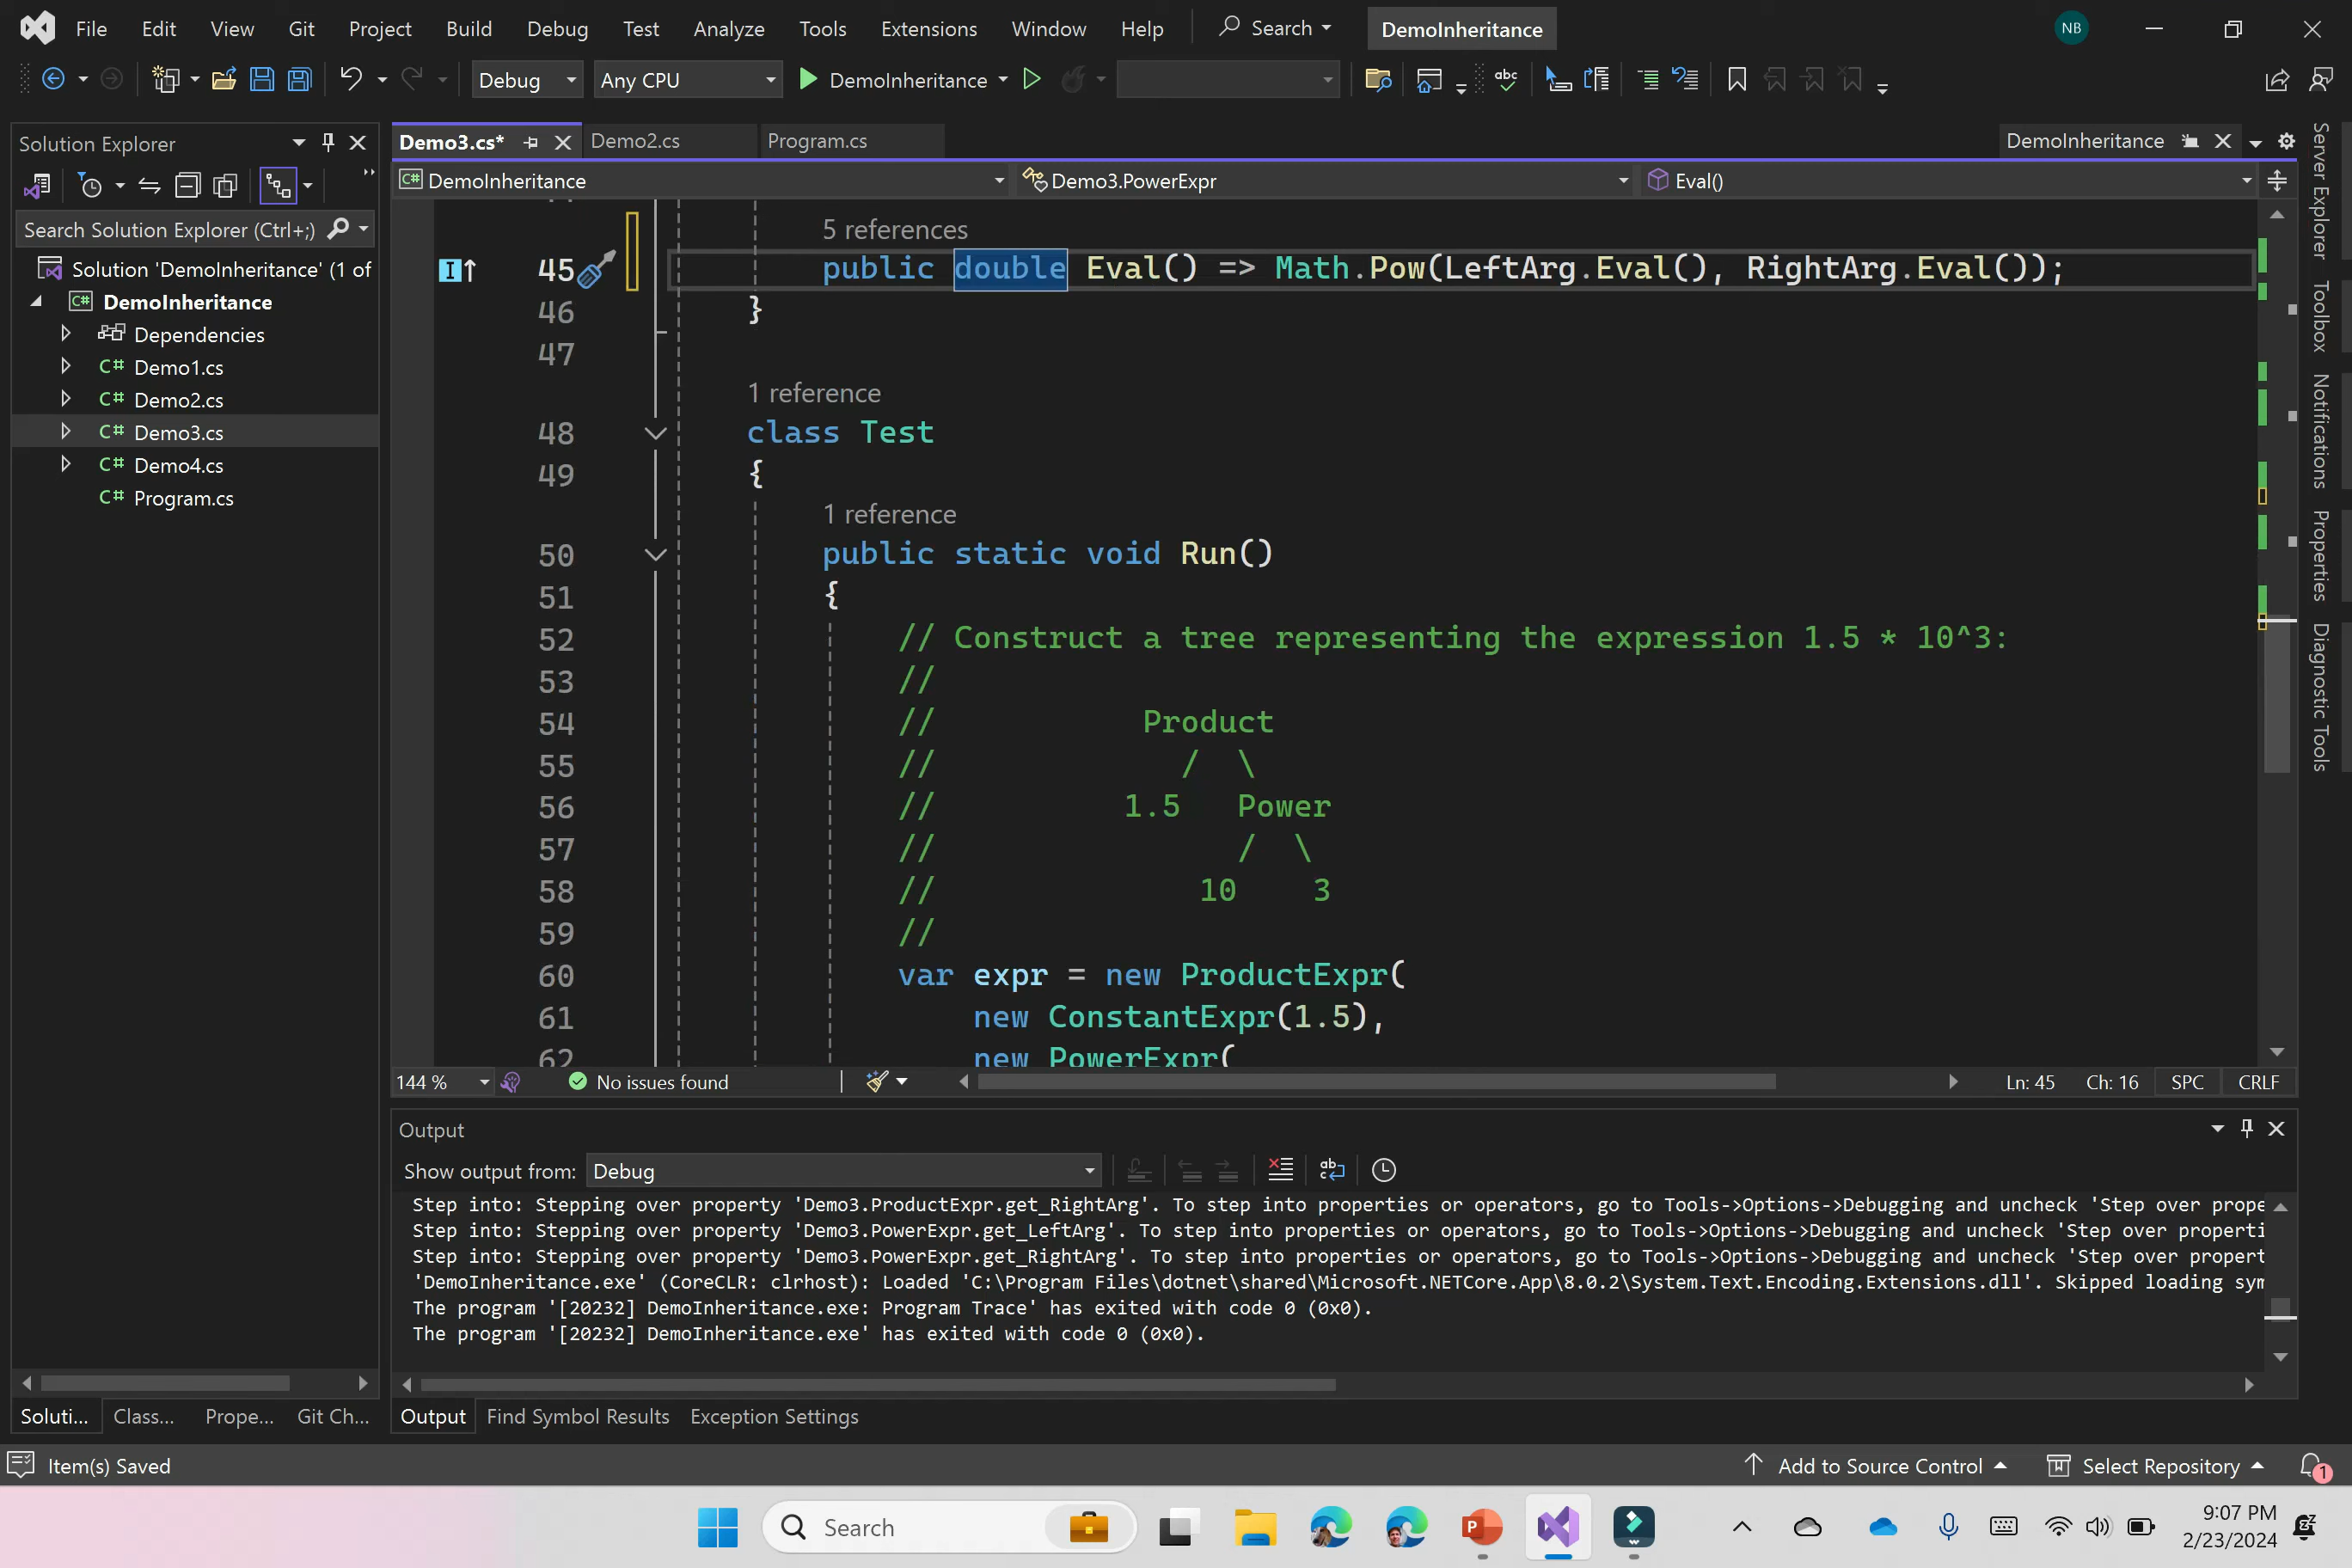 File Edit View Git Project Build Debug Test Analyze Tools Extensions Window Help Search DemoInheritance NB
Debug Any CPU DemoInheritance
Solution Explorer
Search Solution Explorer (Ctrl+;)
Solution 'DemoInheritance' (1 of
DemoInheritance
Dependencies
C# Demo1.cs
C# Demo2.cs
C# Demo3.cs
C# Demo4.cs
C# Program.cs
Soluti... Class... Prope... Git Ch...
Demo3.cs* Demo2.cs Program.cs DemoInheritance
C# DemoInheritance Demo3.PowerExpr Eval()
5 references
45 public double Eval() => Math.Pow(LeftArg.Eval(), RightArg.Eval());
46 }
47
1 reference
48 class Test
49 {
1 reference
50 public static void Run()
51 {
52 // Construct a tree representing the expression 1.5 * 10^3:
53 //
54 // Product
55 // / \
56 // 1.5 Power
57 // / \
58 // 10 3
59 //
60 var expr = new ProductExpr(
61 new ConstantExpr(1.5),
62 new PowerExpr(
144 % No issues found Ln: 45 Ch: 16 SPC CRLF
Output
Show output from: Debug
Step into: Stepping over property 'Demo3.ProductExpr.get_RightArg'. To step into properties or operators, go to Tools->Options->Debugging and uncheck 'Step over prope
Step into: Stepping over property 'Demo3.PowerExpr.get_LeftArg'. To step into properties or operators, go to Tools->Options->Debugging and uncheck 'Step over properti
Step into: Stepping over property 'Demo3.PowerExpr.get_RightArg'. To step into properties or operators, go to Tools->Options->Debugging and uncheck 'Step over propert
'DemoInheritance.exe' (CoreCLR: clrhost): Loaded 'C:\Program Files\dotnet\shared\Microsoft.NETCore.App\8.0.2\System.Text.Encoding.Extensions.dll'. Skipped loading sym
The program '[20232] DemoInheritance.exe: Program Trace' has exited with code 0 (0x0).
The program '[20232] DemoInheritance.exe' has exited with code 0 (0x0).
Output Find Symbol Results Exception Settings
Server Explorer
Toolbox
Notifications
Properties
Diagnostic Tools
Item(s) Saved Add to Source Control Select Repository 1
Search
9:07 PM
2/23/2024